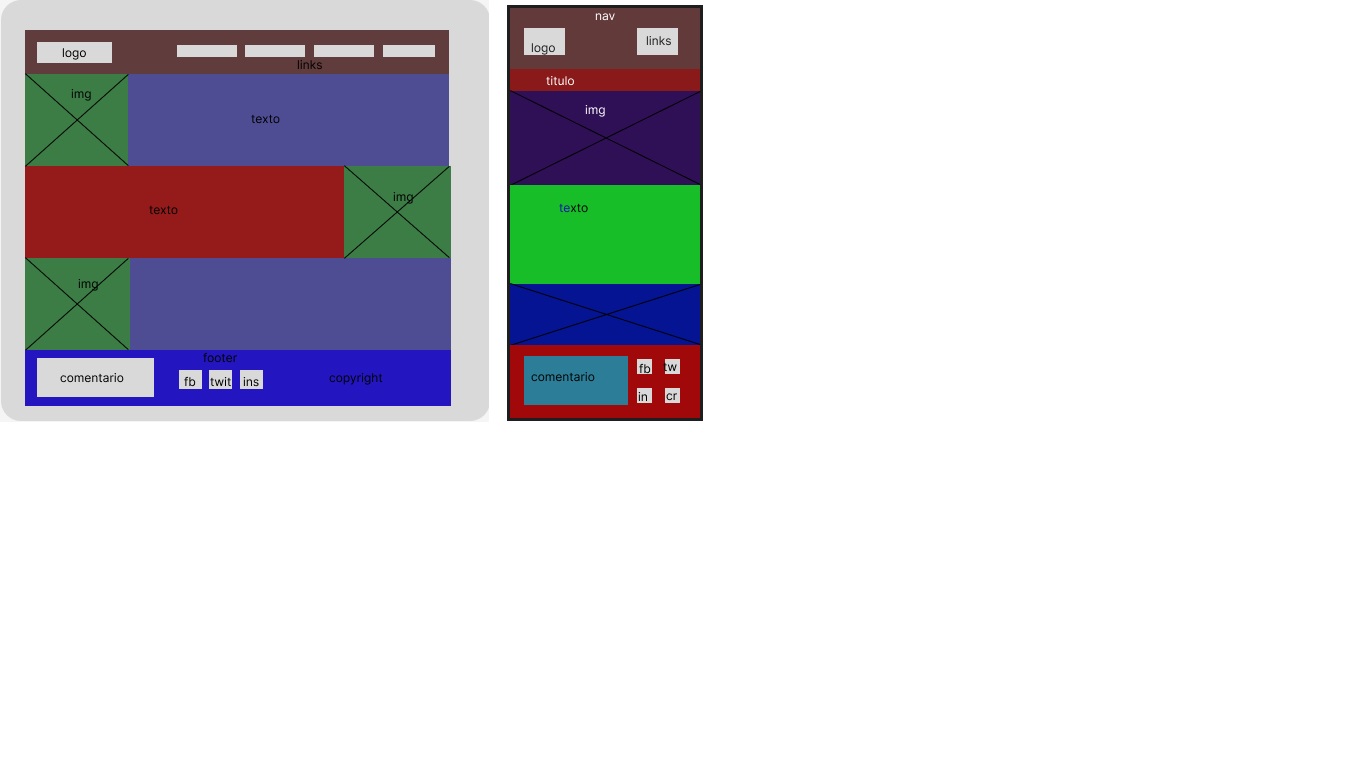 logo
links
img
texto
texto
img
img
footer
comentario
fb
twit
ins
copyright
nav
logo
links
titulo
img
texto
comentario
fb
tw
in
cr